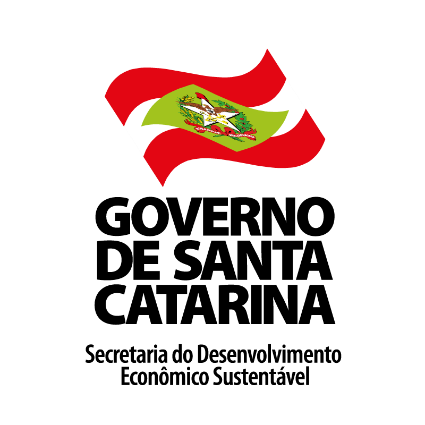 GOVERNO
DE SANTA
CATARINA
Secretaria do Desenvolvimento
Econômico Sustentável